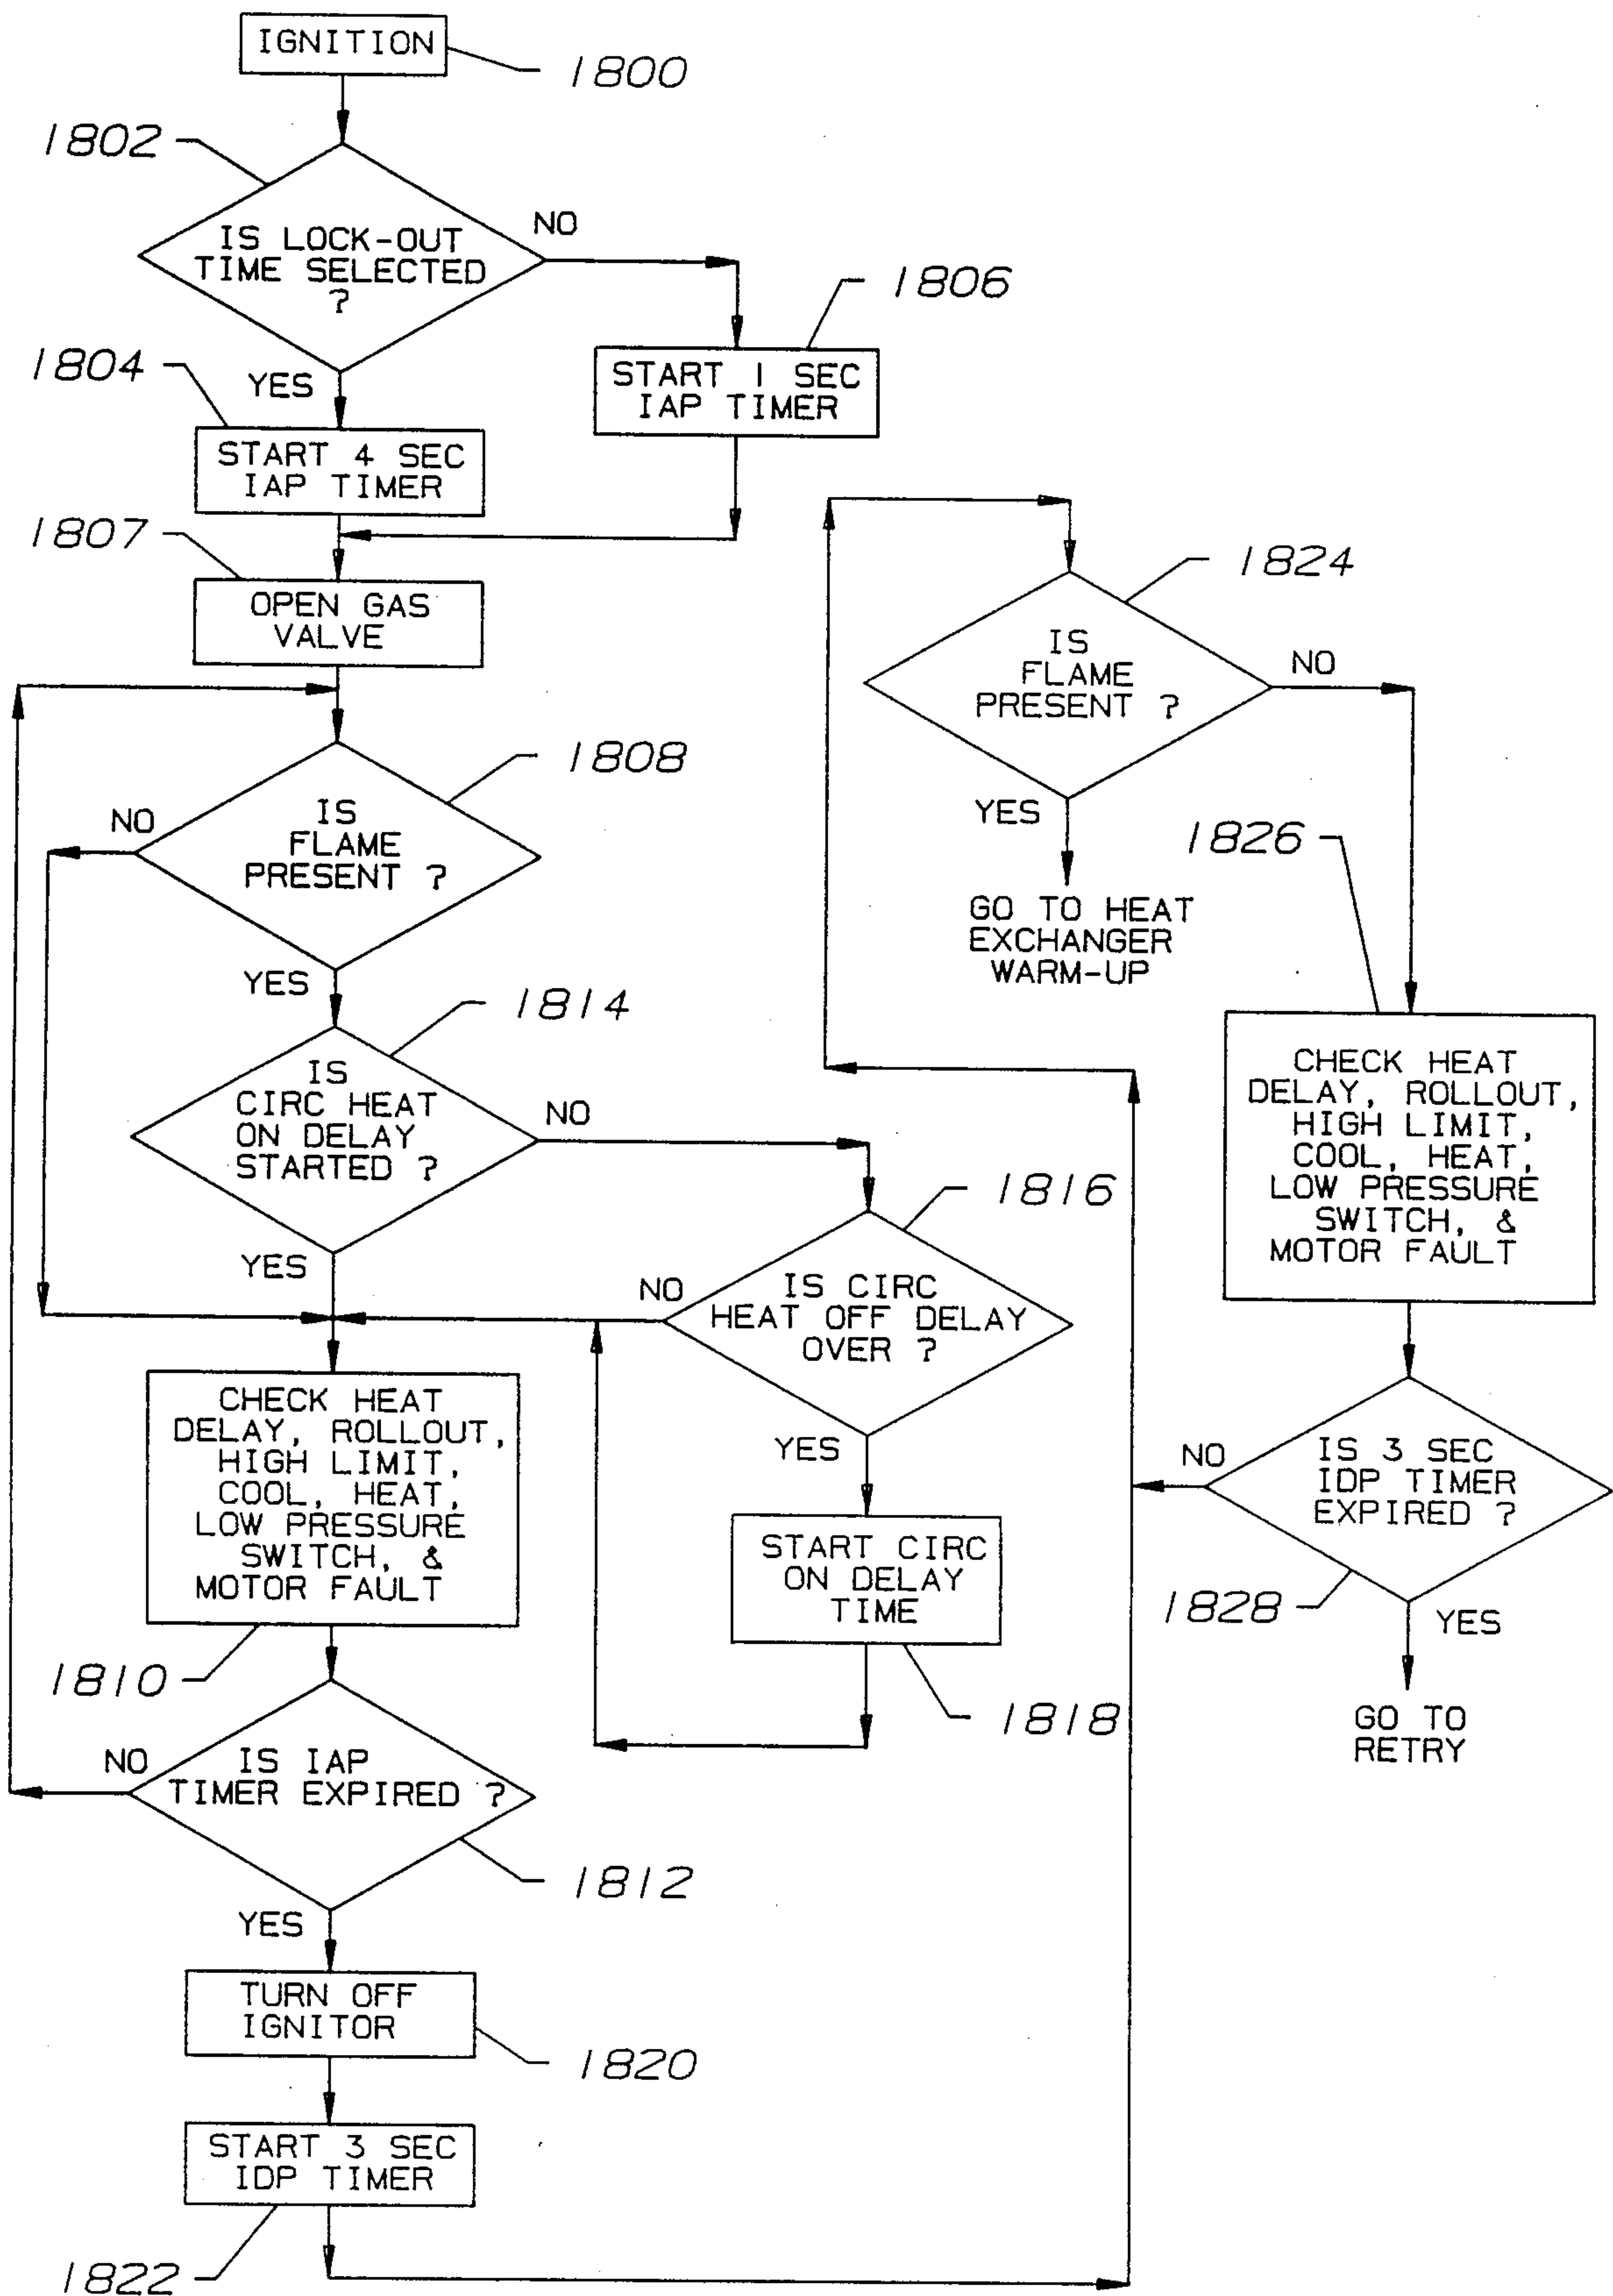 IGNITION
1800
1802
IS LOCK-OUT
TIME SELECTED
?
NO
YES
1806
START 1 SEC
IAP TIMER
1804
START 4 SEC
IAP TIMER
1807
OPEN GAS
VALVE
1808
IS
FLAME
PRESENT ?
NO
YES
1814
IS
CIRC HEAT
ON DELAY
STARTED ?
NO
YES
1816
IS CIRC
HEAT OFF DELAY
OVER ?
NO
YES
START CIRC
ON DELAY
TIME
1818
CHECK HEAT
DELAY, ROLLOUT,
HIGH LIMIT,
COOL, HEAT,
LOW PRESSURE
SWITCH, &
MOTOR FAULT
1810
IS IAP
TIMER EXPIRED ?
NO
1812
YES
TURN OFF
IGNITOR
1820
START 3 SEC
IDP TIMER
1822
1824
IS
FLAME
PRESENT ?
NO
YES
GO TO HEAT
EXCHANGER
WARM-UP
1826
CHECK HEAT
DELAY, ROLLOUT,
HIGH LIMIT,
COOL, HEAT,
LOW PRESSURE
SWITCH, &
MOTOR FAULT
IS 3 SEC
IDP TIMER
EXPIRED ?
NO
1828
YES
GO TO
RETRY